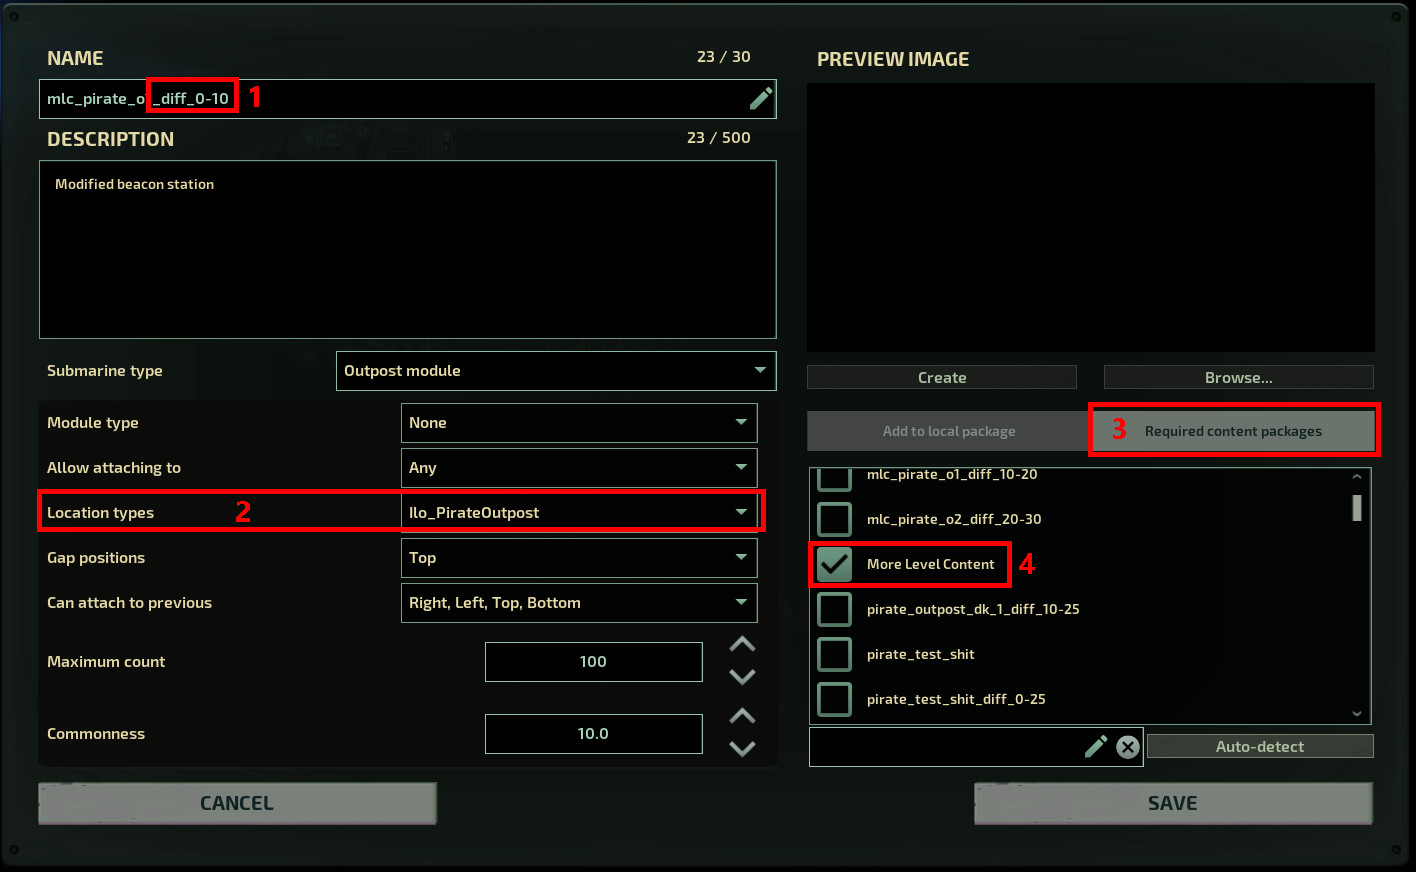 NAME 23 / 30
mlc_pirate_o1_diff_0-10 1
DESCRIPTION 23 / 500
Modified beacon station
Submarine type Outpost module
Module type None
Allow attaching to Any
Location types 2 Ilo_PirateOutpost
Gap positions Top
Can attach to previous Right, Left, Top, Bottom
Maximum count 100
Commonness 10.0
CANCEL
PREVIEW IMAGE
Create Browse...
Add to local package 3 Required content packages
mlc_pirate_o1_diff_10-20
mlc_pirate_o2_diff_20-30
More Level Content 4
pirate_outpost_dk_1_diff_10-25
pirate_test_shit
pirate_test_shit_diff_0-25
Auto-detect
SAVE